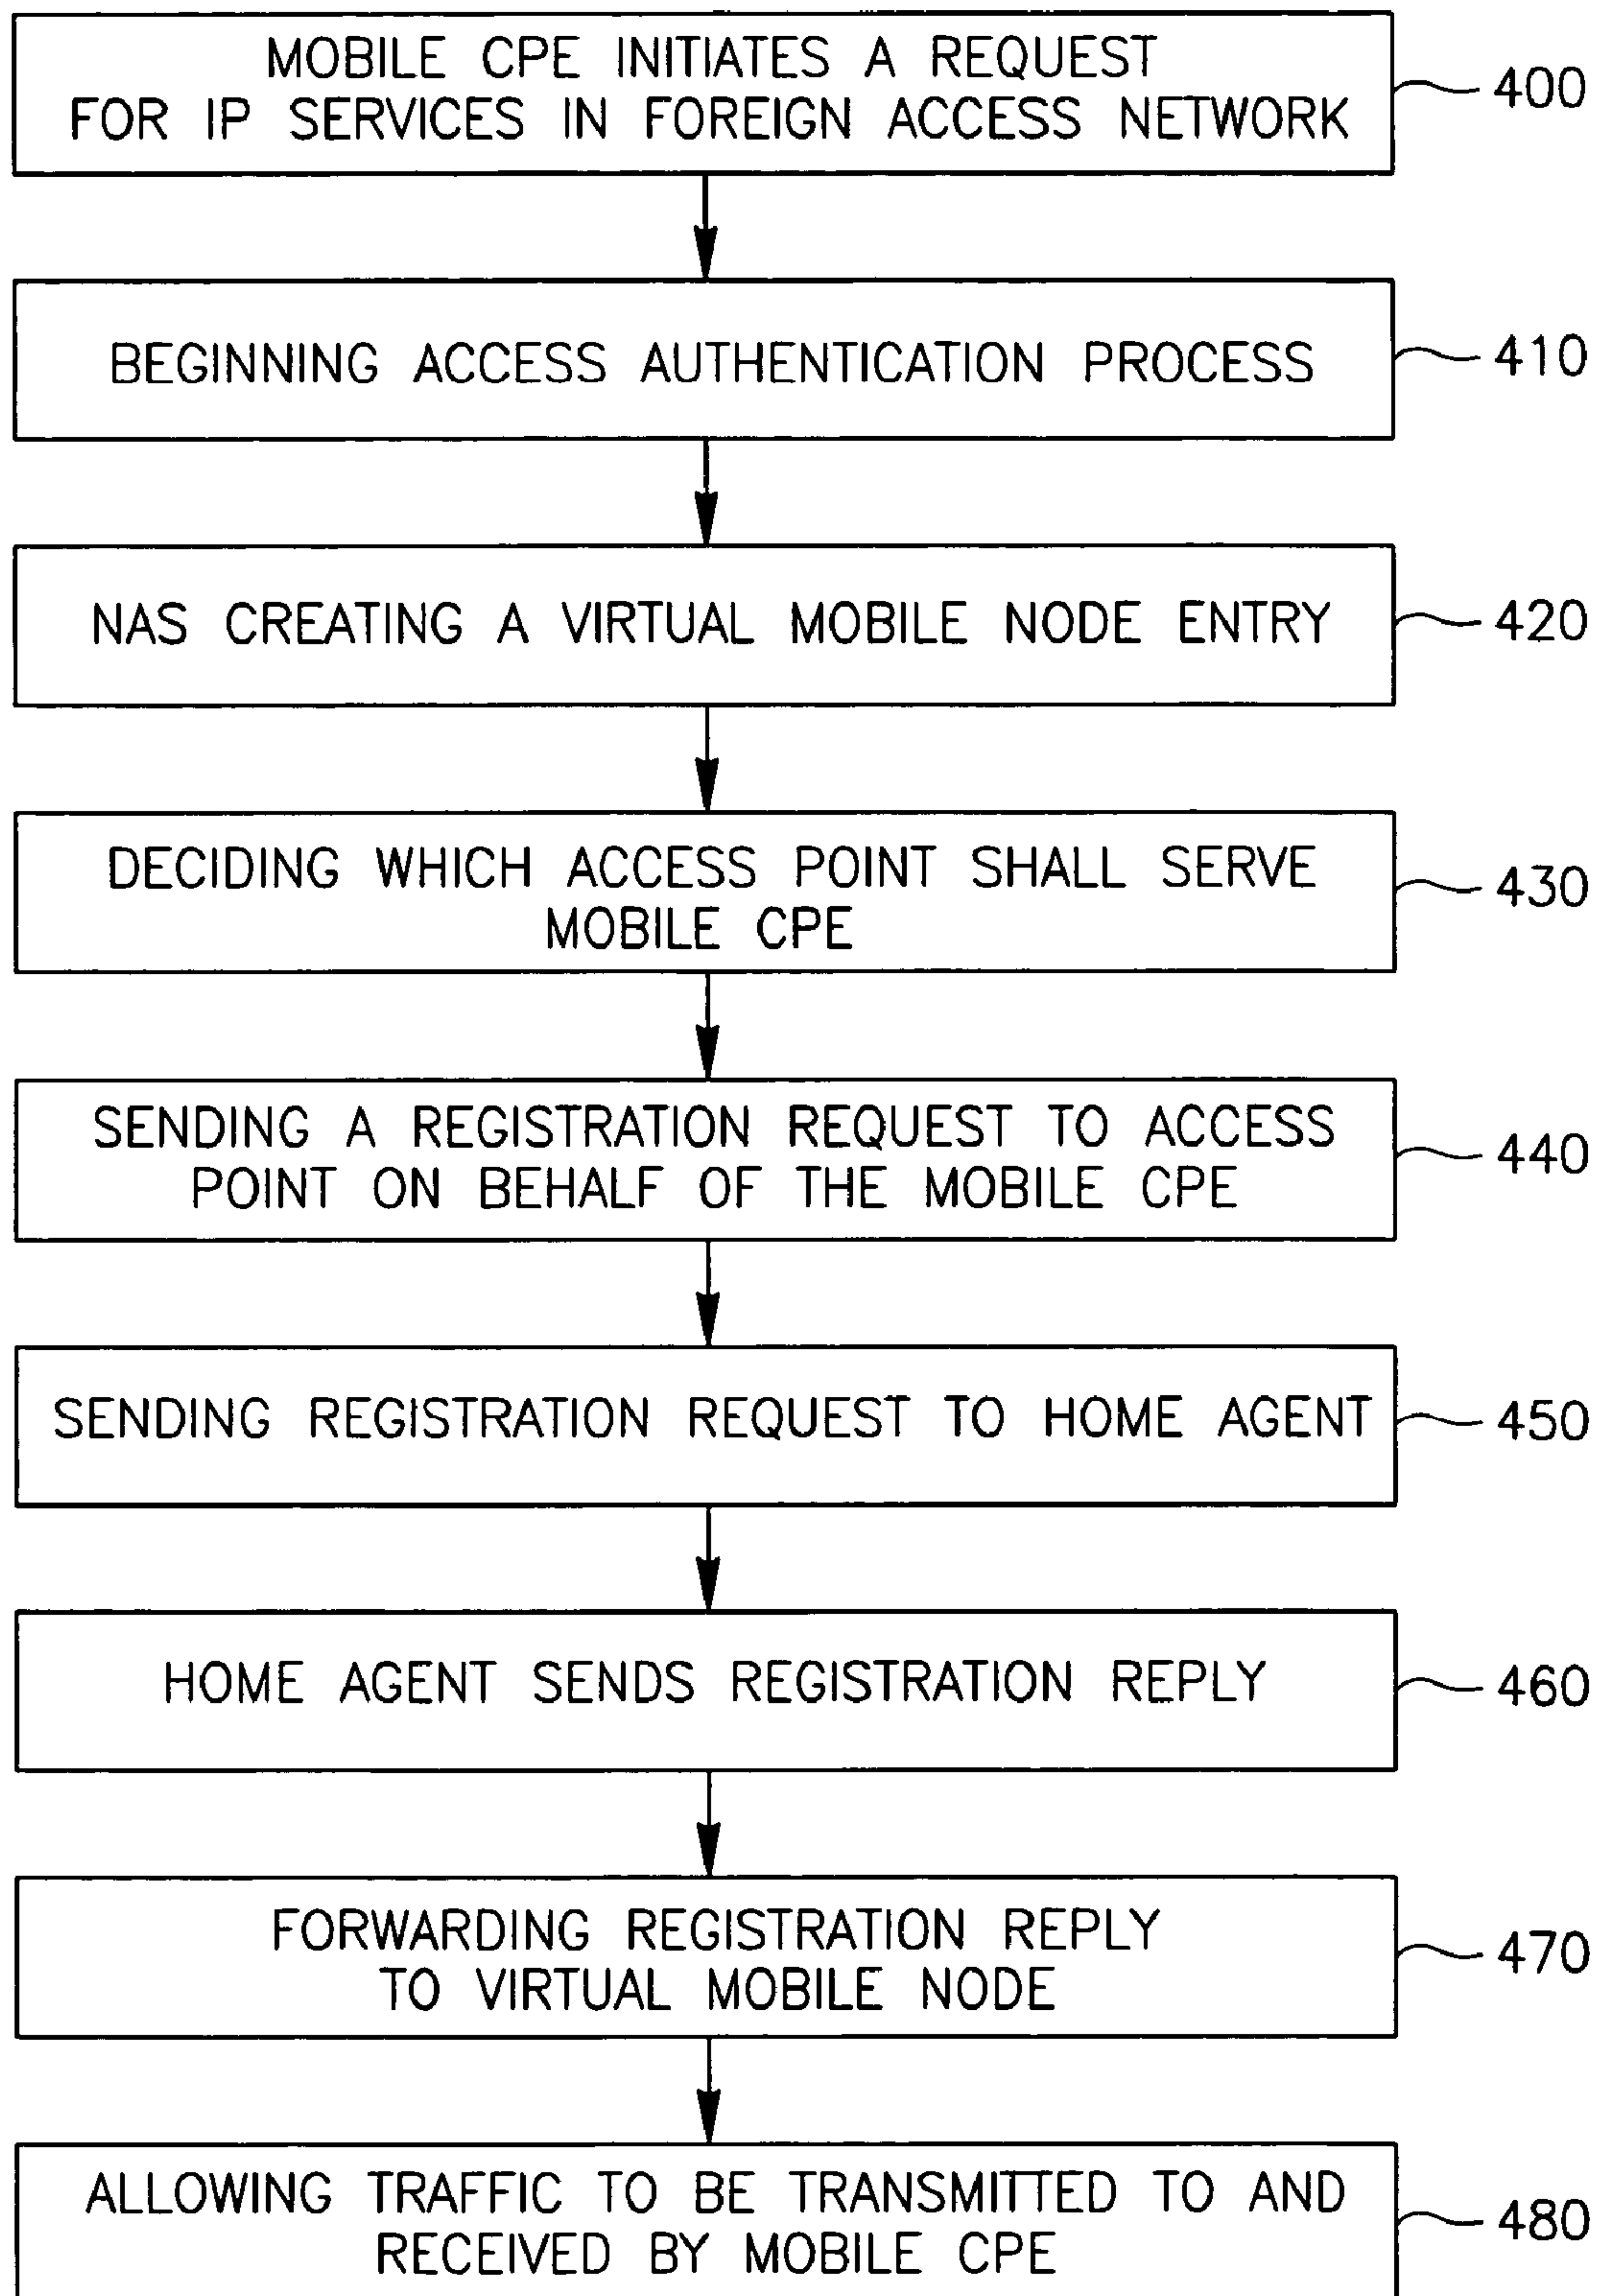 MOBILE CPE INITIATES A REQUEST
FOR IP SERVICES IN FOREIGN ACCESS NETWORK
400
BEGINNING ACCESS AUTHENTICATION PROCESS
410
NAS CREATING A VIRTUAL MOBILE NODE ENTRY
420
DECIDING WHICH ACCESS POINT SHALL SERVE
MOBILE CPE
430
SENDING A REGISTRATION REQUEST TO ACCESS
POINT ON BEHALF OF THE MOBILE CPE
440
SENDING REGISTRATION REQUEST TO HOME AGENT
450
HOME AGENT SENDS REGISTRATION REPLY
460
FORWARDING REGISTRATION REPLY
TO VIRTUAL MOBILE NODE
470
ALLOWING TRAFFIC TO BE TRANSMITTED TO AND
RECEIVED BY MOBILE CPE
480